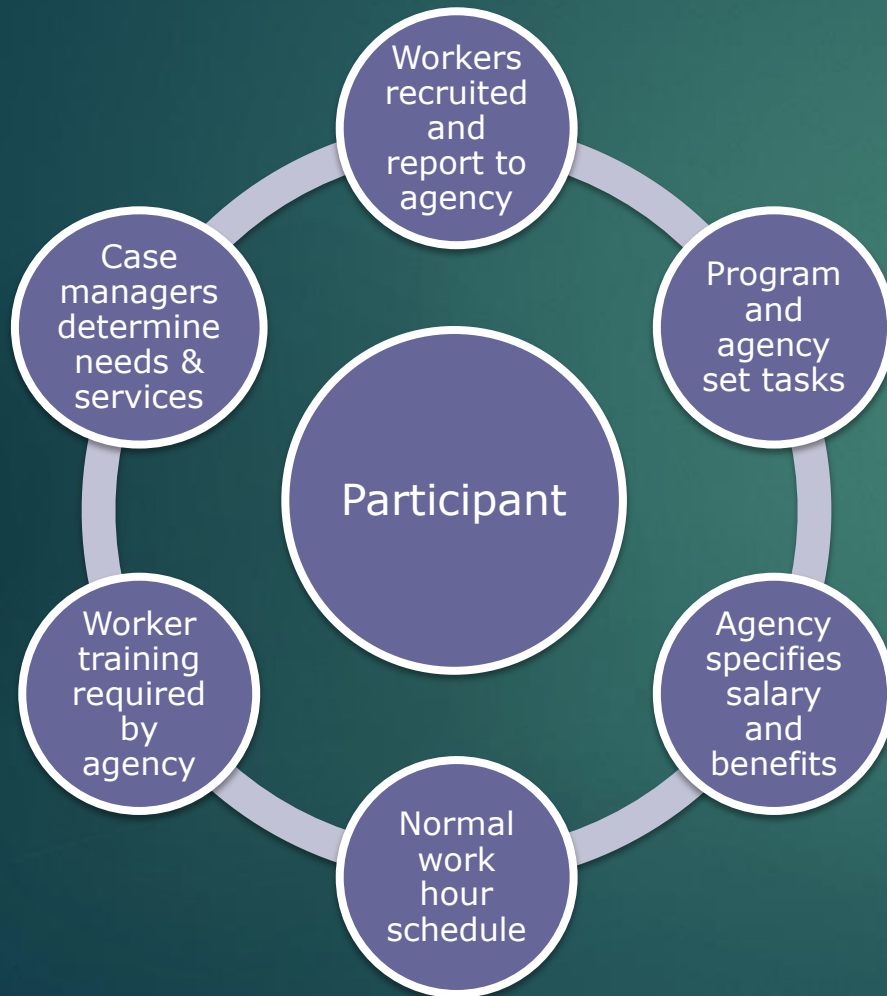 Workers
recruited
and
report to
agency
Program
and
agency
set tasks
Agency
specifies
salary
and
benefits
Normal
work
hour
schedule
Worker
training
required
by
agency
Case
managers
determine
needs &
services
Participant